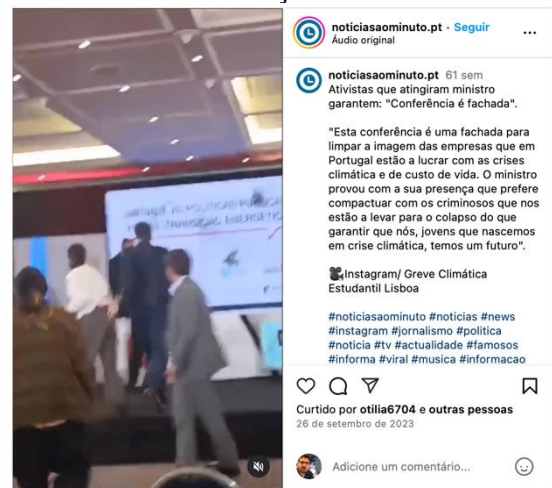 noticiasaominuto.pt · Seguir
Áudio original
noticiasaominuto.pt 61 sem
Ativistas que atingiram ministro
garantem: "Conferência é fachada".
"Esta conferência é uma fachada para
limpar a imagem das empresas que em
Portugal estão a lucrar com as crises
climática e de custo de vida. O ministro
provou com a sua presença que prefere
compactuar com os criminosos que nos
estão a levar para o colapso do que
garantir que nós, jovens que nascemos
em crise climática, temos um futuro".
Instagram/ Greve Climática
Estudantil Lisboa
#noticiasaominuto #noticias #news
#instagram #jornalismo #politica
#noticia #tv #actualidade #famosos
#informa #viral #musica #informacao
Curtido por otilia6704 e outras pessoas
26 de setembro de 2023
Adicione um comentário...